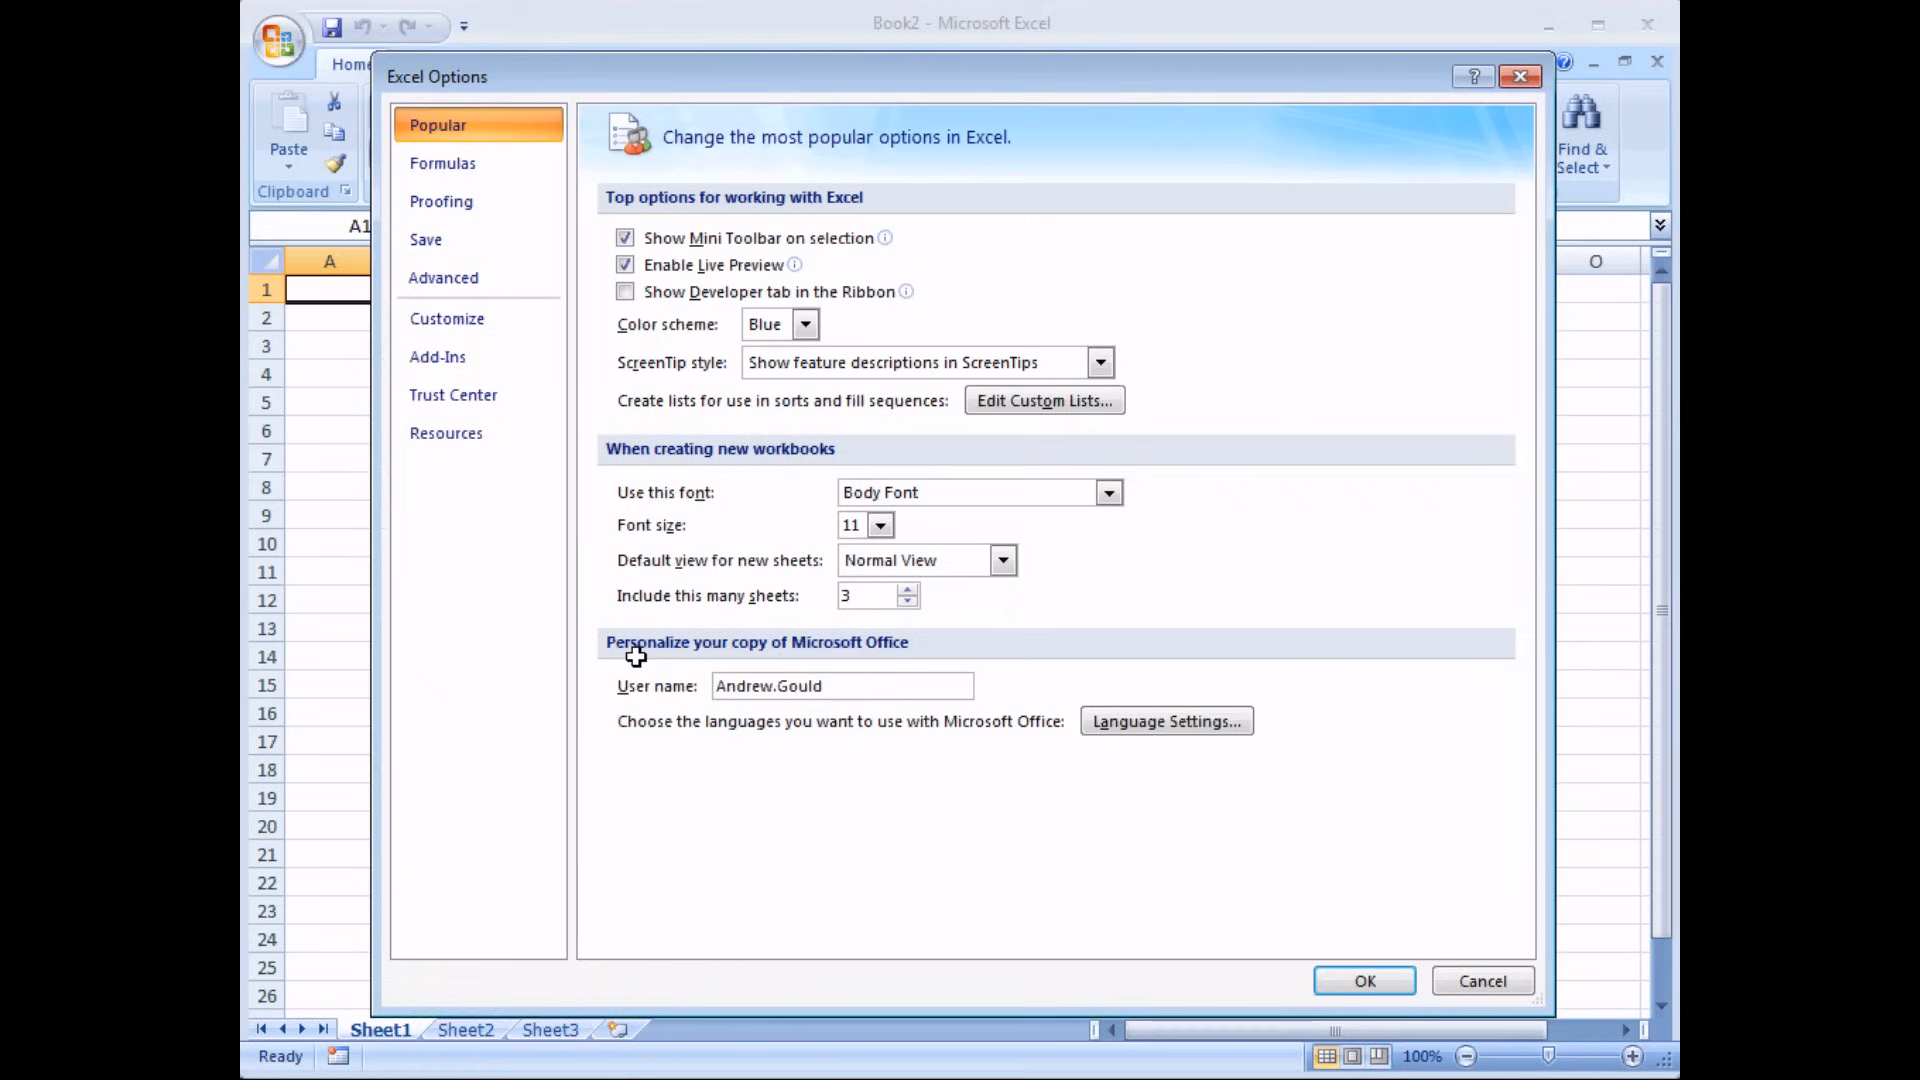 Book2 - Microsoft Excel
Home
Excel Options
Paste
Clipboard
Find &
Select
A1
A
O
1
2
3
4
5
6
7
8
9
10
11
12
13
14
15
16
17
18
19
20
21
22
23
24
25
26
Popular
Formulas
Proofing
Save
Advanced
Customize
Add-Ins
Trust Center
Resources
Change the most popular options in Excel.
Top options for working with Excel
Show Mini Toolbar on selection
Enable Live Preview
Show Developer tab in the Ribbon
Color scheme: Blue
ScreenTip style: Show feature descriptions in ScreenTips
Create lists for use in sorts and fill sequences: Edit Custom Lists...
When creating new workbooks
Use this font: Body Font
Font size: 11
Default view for new sheets: Normal View
Include this many sheets: 3
Personalize your copy of Microsoft Office
User name: Andrew.Gould
Choose the languages you want to use with Microsoft Office: Language Settings...
OK
Cancel
Sheet1
Sheet2
Sheet3
Ready
100%